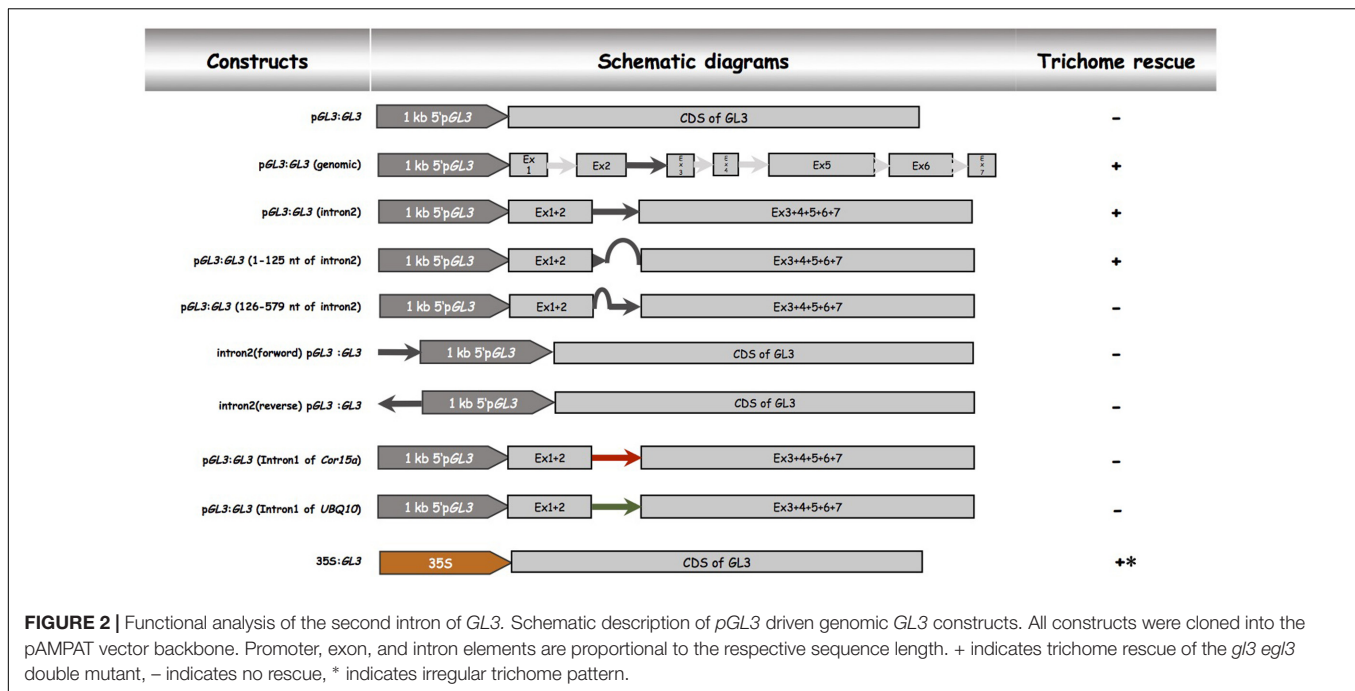 Constructs Schematic diagrams Trichome rescue
pGL3:GL3 1 kb 5'pGL3 CDS of GL3 –
pGL3:GL3 (genomic) 1 kb 5'pGL3 Ex 1 Ex2 Ex3 Ex4 Ex5 Ex6 Ex7 +
pGL3:GL3 (intron2) 1 kb 5'pGL3 Ex1+2 Ex3+4+5+6+7 +
pGL3:GL3 (1-125 nt of intron2) 1 kb 5'pGL3 Ex1+2 Ex3+4+5+6+7 +
pGL3:GL3 (126-579 nt of intron2) 1 kb 5'pGL3 Ex1+2 Ex3+4+5+6+7 –
intron2(forword) pGL3 :GL3 1 kb 5'pGL3 CDS of GL3 –
intron2(reverse) pGL3 :GL3 1 kb 5'pGL3 CDS of GL3 –
pGL3:GL3 (Intron1 of Cor15a) 1 kb 5'pGL3 Ex1+2 Ex3+4+5+6+7 –
pGL3:GL3 (Intron1 of UBQ10) 1 kb 5'pGL3 Ex1+2 Ex3+4+5+6+7 –
35S:GL3 35S CDS of GL3 +*
FIGURE 2 | Functional analysis of the second intron of GL3. Schematic description of pGL3 driven genomic GL3 constructs. All constructs were cloned into the
pAMPAT vector backbone. Promoter, exon, and intron elements are proportional to the respective sequence length. + indicates trichome rescue of the gl3 egl3
double mutant, – indicates no rescue, * indicates irregular trichome pattern.